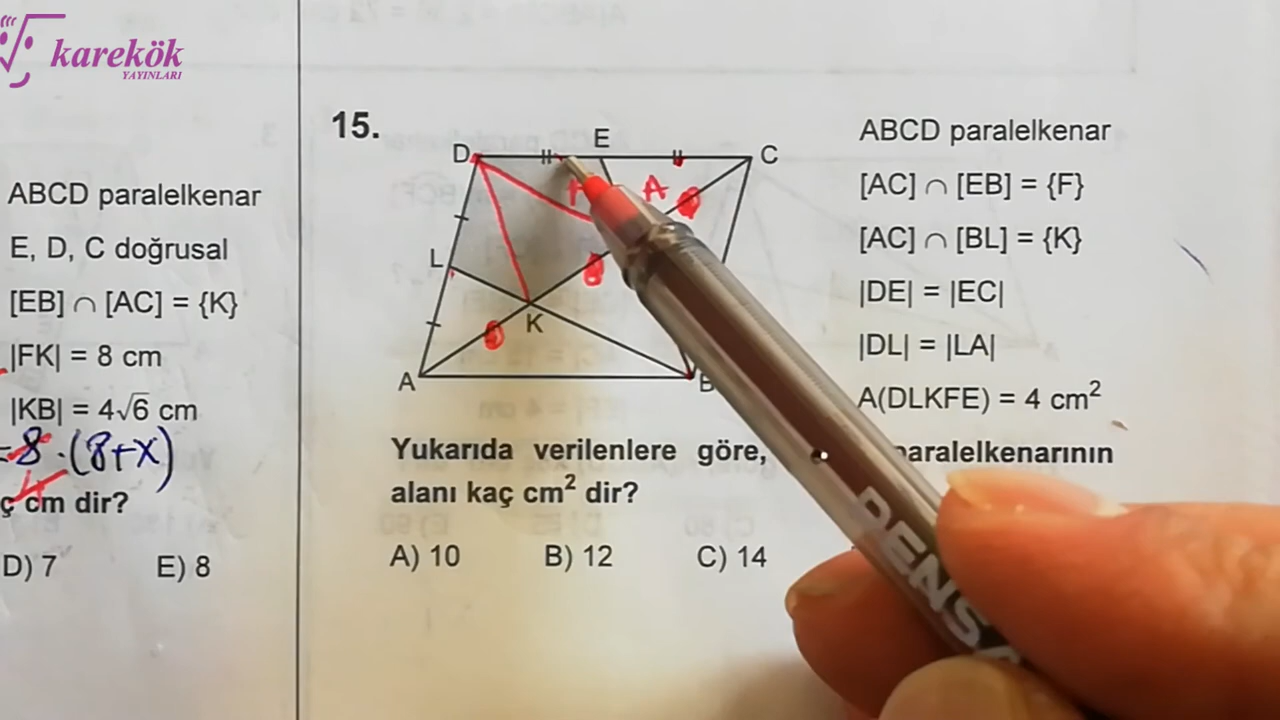 karekök
YAYINLARI
ABCD paralelkenar
E, D, C doğrusal
[EB] ∩ [AC] = {K}
|FK| = 8 cm
|KB| = 4√6 cm
=8·(8+x)
4
ç cm dir?
D) 7 E) 8
15.
D E C
A A
L
K
A B
ABCD paralelkenar
[AC] ∩ [EB] = {F}
[AC] ∩ [BL] = {K}
|DE| = |EC|
|DL| = |LA|
A(DLKFE) = 4 cm²
Yukarıda verilenlere göre, paralelkenarının
alanı kaç cm² dir?
A) 10 B) 12 C) 14
DENS